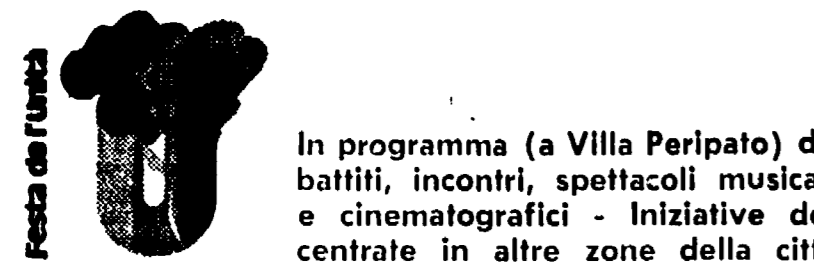 Festa de l'unità
In programma (a Villa Peripato) d
battiti, incontri, spettacoli musica
e cinematografici - Iniziative de
centrate in altre zone della citt